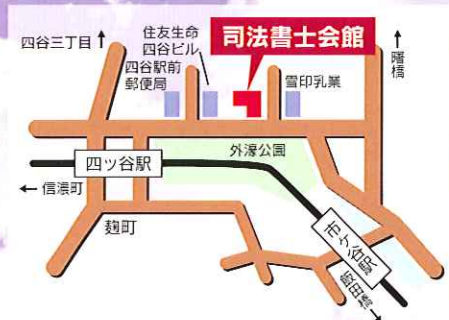 四谷三丁目
住友生命
四谷ビル
四谷駅前
郵便局
司法書士会館
雪印乳業
曙橋
四ツ谷駅
外濠公園
信濃町
麹町
市ケ谷駅
飯田橋